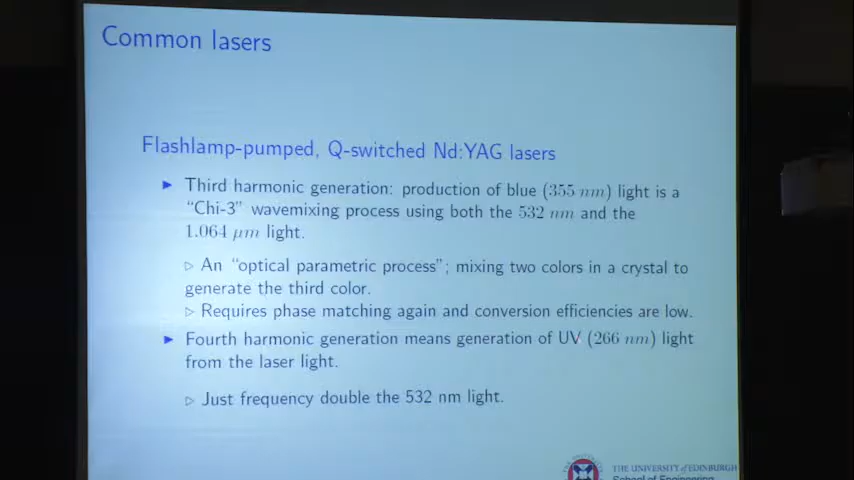 Common lasers
Flashlamp-pumped, Q-switched Nd:YAG lasers
▶ Third harmonic generation: production of blue (355 nm) light is a
“Chi-3” wavemixing process using both the 532 nm and the
1.064 μm light.
▷ An “optical parametric process”; mixing two colors in a crystal to
generate the third color.
▷ Requires phase matching again and conversion efficiencies are low.
▶ Fourth harmonic generation means generation of UV (266 nm) light
from the laser light.
▷ Just frequency double the 532 nm light.
THE UNIVERSITY of EDINBURGH
School of Engineering